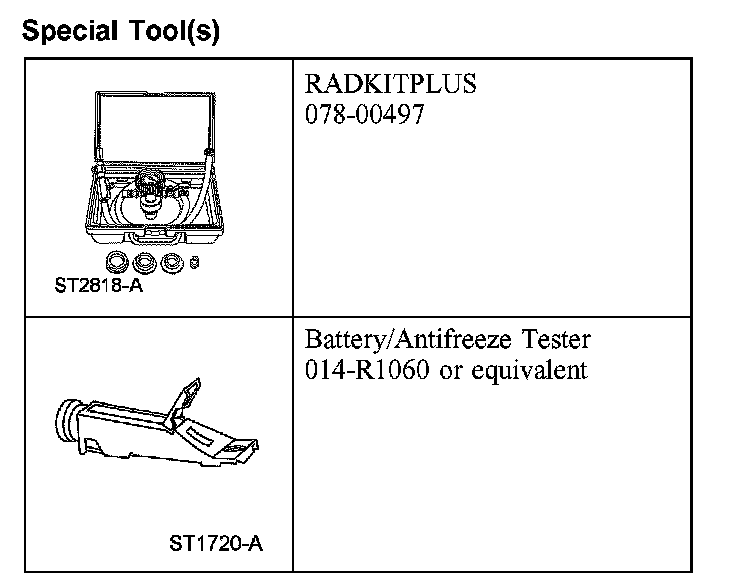 Special Tool(s)
RADKITPLUS
078-00497
ST2818-A
Battery/Antifreeze Tester
014-R1060 or equivalent
ST1720-A